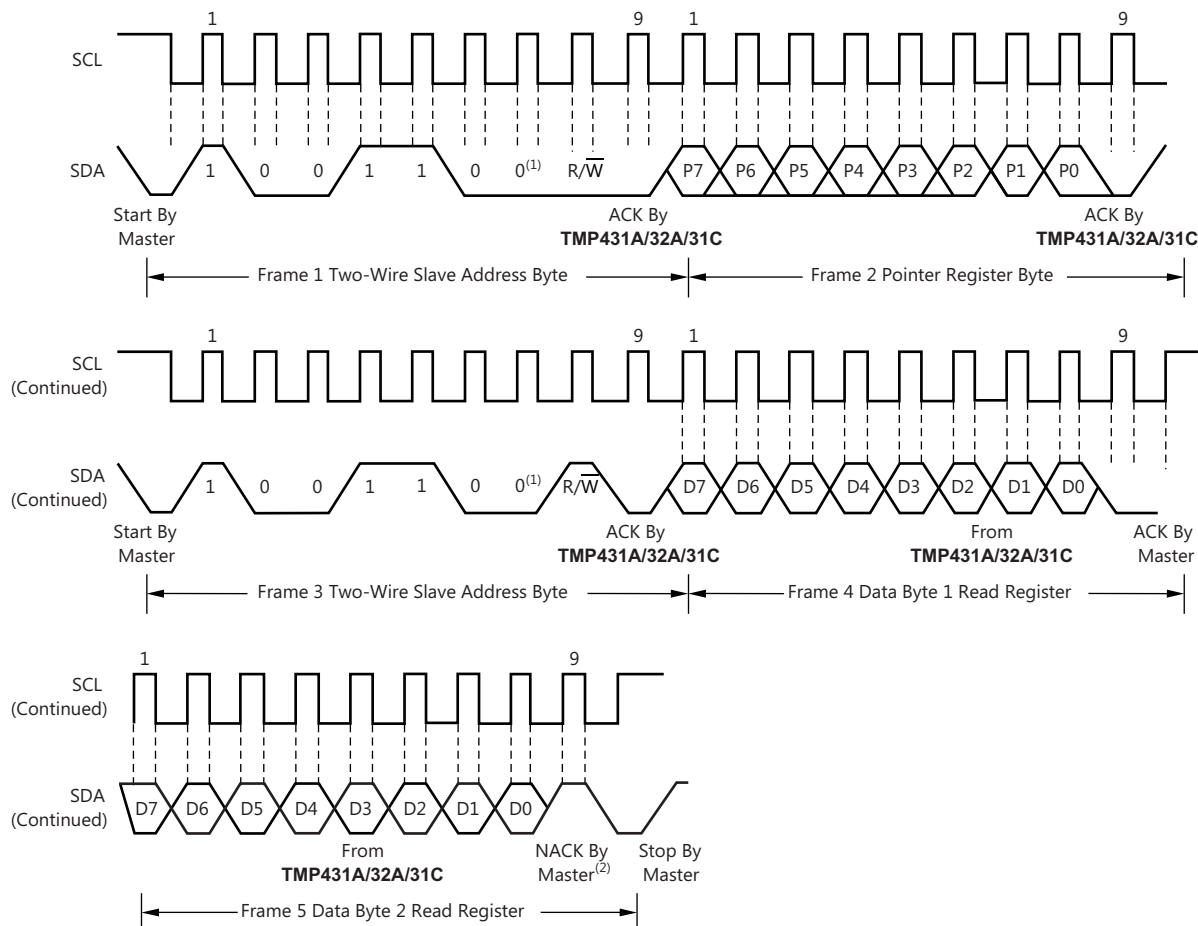 1 9 1 9
SCL
SDA
1 0 0 1 1 0 0(1) R/W P7 P6 P5 P4 P3 P2 P1 P0
Start By
Master
ACK By
TMP431A/32A/31C
ACK By
TMP431A/32A/31C
Frame 1 Two-Wire Slave Address Byte
Frame 2 Pointer Register Byte
1 9 1 9
SCL
(Continued)
SDA
(Continued)
1 0 0 1 1 0 0(1) R/W D7 D6 D5 D4 D3 D2 D1 D0
Start By
Master
ACK By
TMP431A/32A/31C
From
TMP431A/32A/31C
ACK By
Master
Frame 3 Two-Wire Slave Address Byte
Frame 4 Data Byte 1 Read Register
1 9
SCL
(Continued)
SDA
(Continued)
D7 D6 D5 D4 D3 D2 D1 D0
From
TMP431A/32A/31C
NACK By
Master(2)
Stop By
Master
Frame 5 Data Byte 2 Read Register